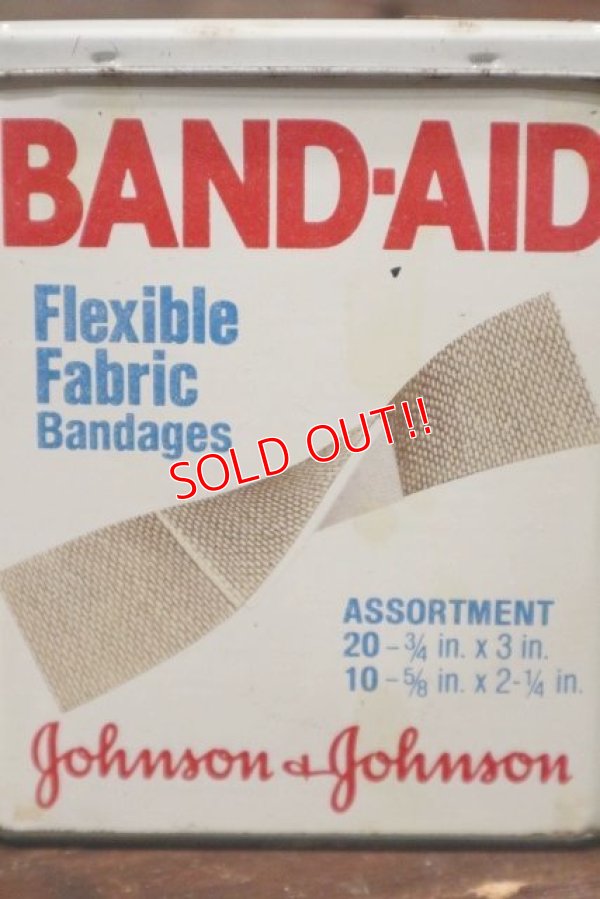 BAND-AID
Flexible
Fabric
Bandages
SOLD OUT!!
ASSORTMENT
20 - 3/4 in. x 3 in.
10 - 5/8 in. x 2-1/4 in.
Johnson & Johnson